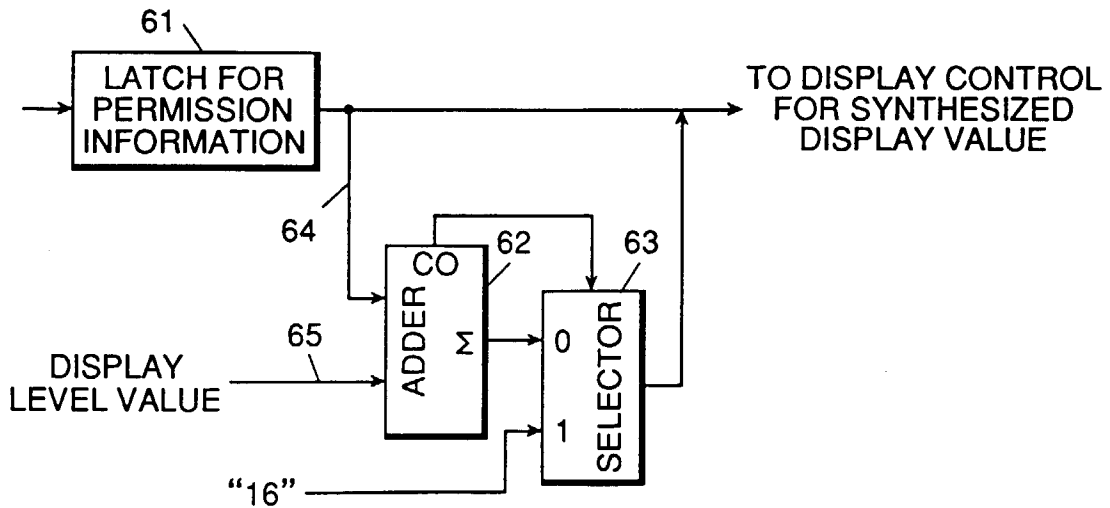 61
LATCH FOR
PERMISSION
INFORMATION
TO DISPLAY CONTROL
FOR SYNTHESIZED
DISPLAY VALUE
64
CO
62
63
ADDER
Σ
0
SELECTOR
65
DISPLAY
LEVEL VALUE
1
“16”